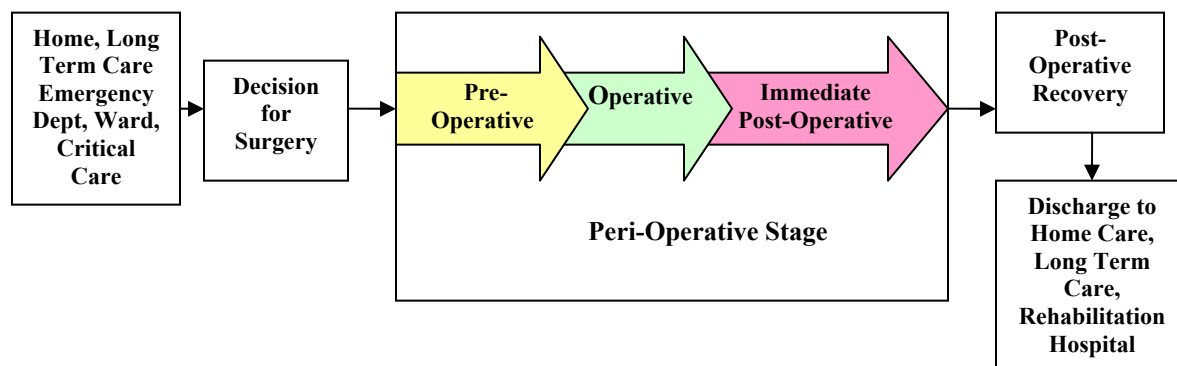 Home, Long
Term Care
Emergency
Dept, Ward,
Critical
Care
Decision
for
Surgery
Pre-
Operative
Operative
Immediate
Post-Operative
Peri-Operative Stage
Post-
Operative
Recovery
Discharge to
Home Care,
Long Term
Care,
Rehabilitation
Hospital